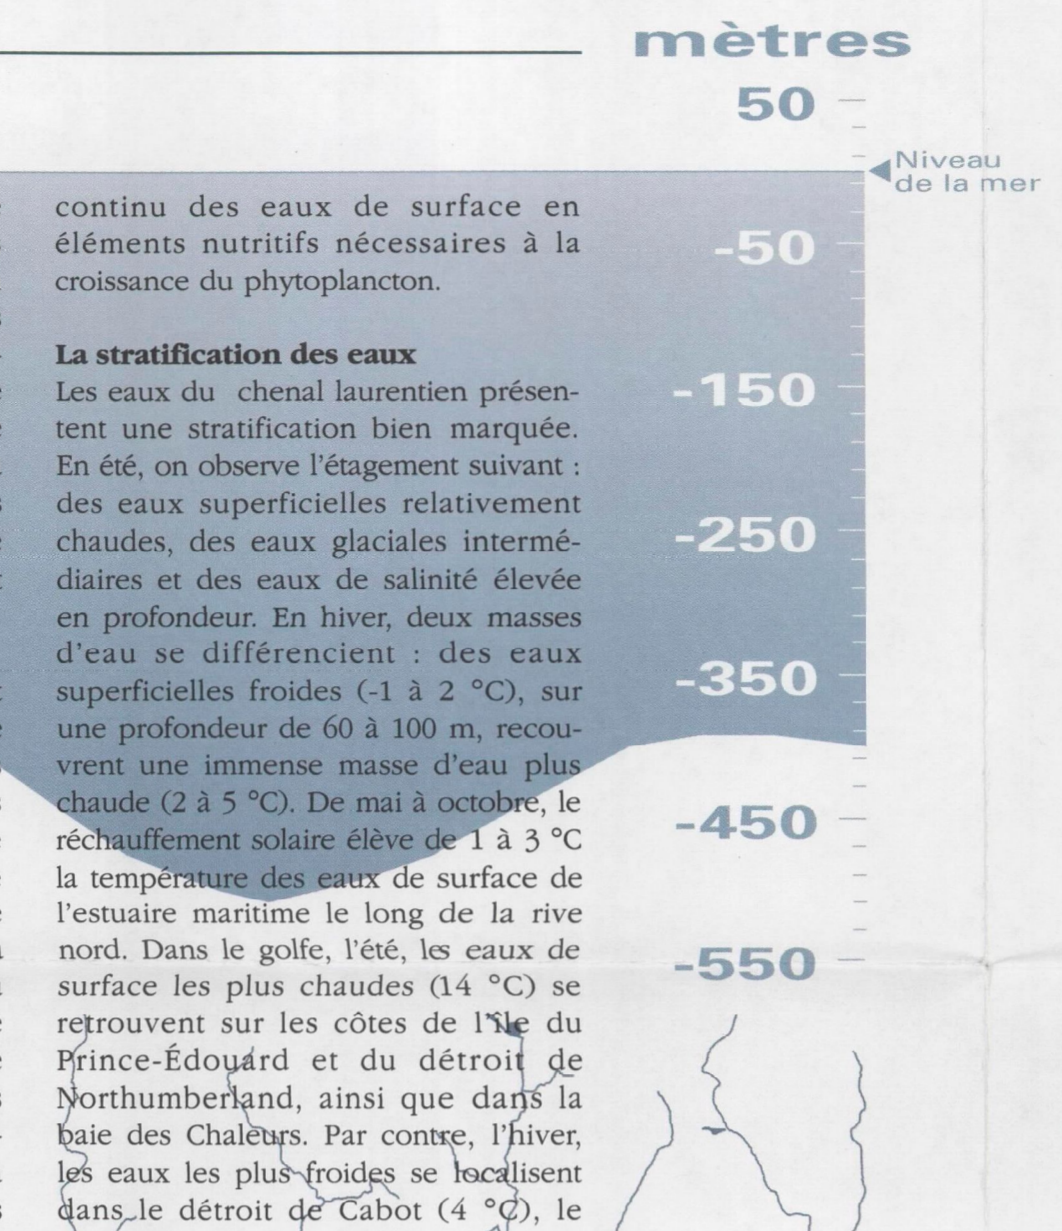 mètres
50
Niveau
de la mer
-50
-150
-250
-350
-450
-550
continu des eaux de surface en
éléments nutritifs nécessaires à la
croissance du phytoplancton.
La stratification des eaux
Les eaux du chenal laurentien présen-
tent une stratification bien marquée.
En été, on observe l'étagement suivant :
des eaux superficielles relativement
chaudes, des eaux glaciales intermé-
diaires et des eaux de salinité élevée
en profondeur. En hiver, deux masses
d'eau se différencient : des eaux
superficielles froides (-1 à 2 °C), sur
une profondeur de 60 à 100 m, recou-
vrent une immense masse d'eau plus
chaude (2 à 5 °C). De mai à octobre, le
réchauffement solaire élève de 1 à 3 °C
la température des eaux de surface de
l'estuaire maritime le long de la rive
nord. Dans le golfe, l'été, les eaux de
surface les plus chaudes (14 °C) se
retrouvent sur les côtes de l'île du
Prince-Édouard et du détroit de
Northumberland, ainsi que dans la
baie des Chaleurs. Par contre, l'hiver,
les eaux les plus froides se localisent
dans le détroit de Cabot (4 °C), le